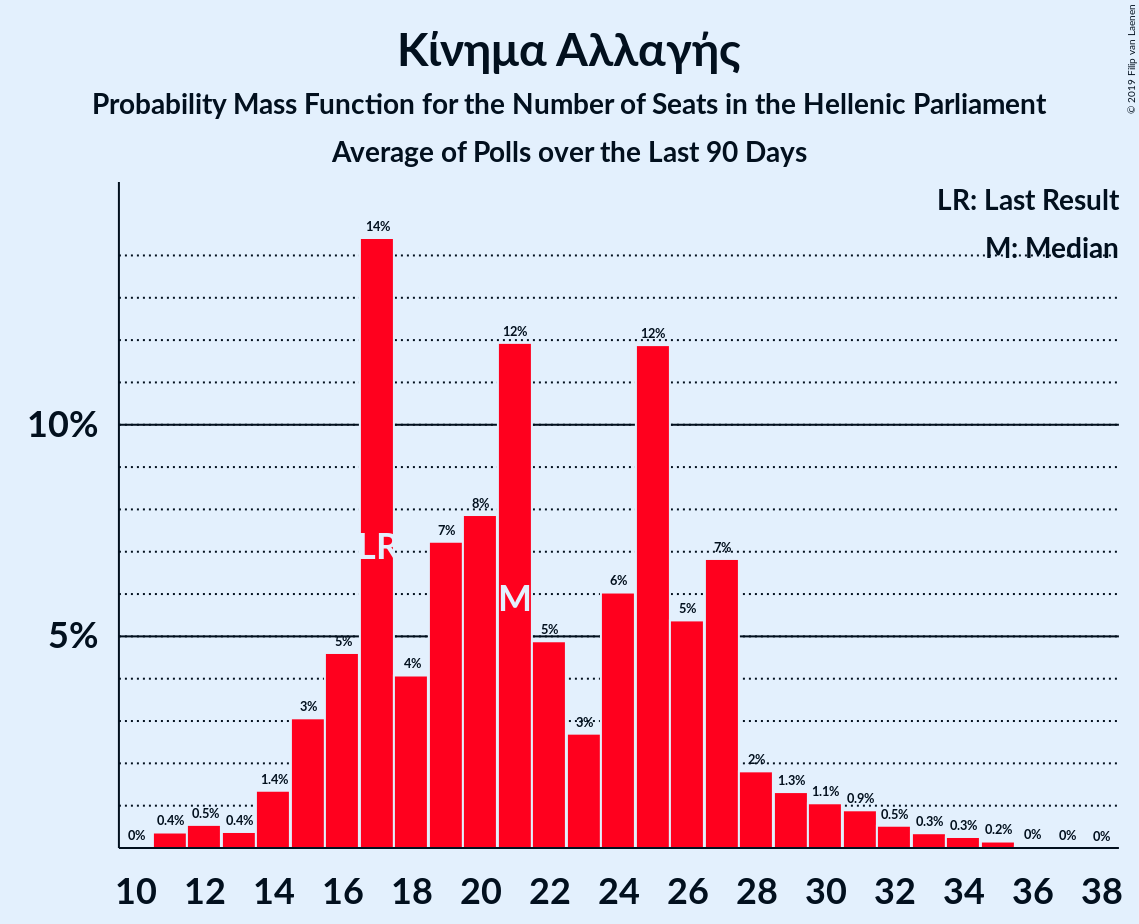 Κίνημα Αλλαγής
Probability Mass Function for the Number of Seats in the Hellenic Parliament
Average of Polls over the Last 90 Days
© 2019 Filip van Laenen
LR: Last Result
M: Median
10%
5%
0% 0.4% 0.5% 0.4% 1.4% 3% 5% 14% 4% 7% 8% 12% 5% 3% 6% 12% 5% 7% 2% 1.3% 1.1% 0.9% 0.5% 0.3% 0.3% 0.2% 0% 0% 0%
LR
M
10 12 14 16 18 20 22 24 26 28 30 32 34 36 38